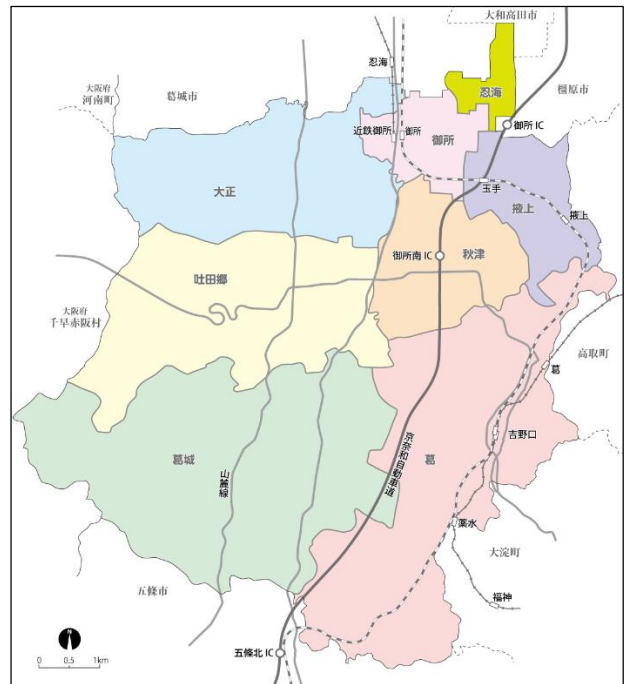 大和高田市
忍海
大阪府
河南町
葛城市
忍海
橿原市
御所 IC
近鉄御所
御所
御所
大正
玉手
掖上
掖上
御所南 IC
秋津
吐田郷
大阪府
千早赤阪村
高取町
葛
吉野口
葛城
山麓線
京奈和自動車道
葛
薬水
大淀町
五條市
福神
五條北 IC
N
0
0.5
1km